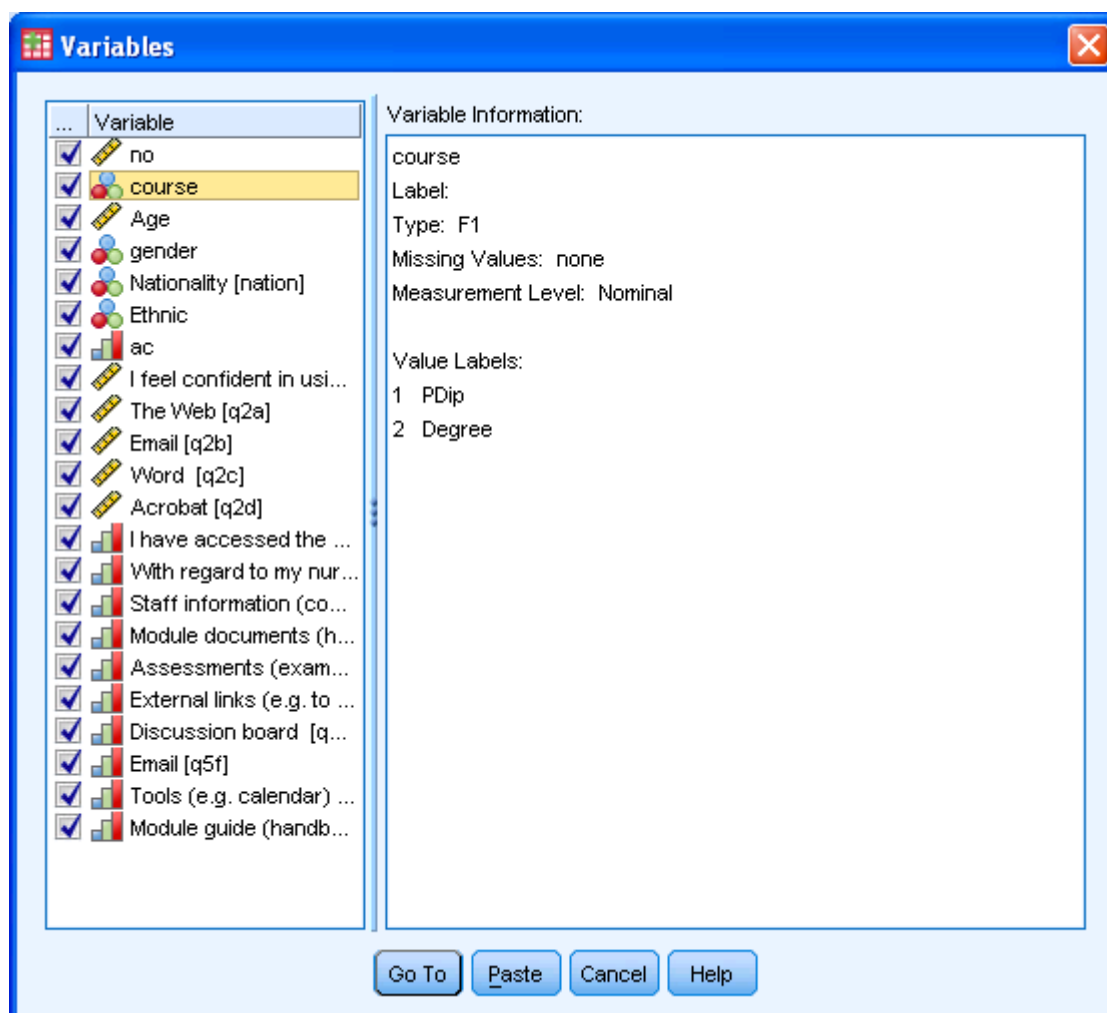 Variables
... Variable
no
course
Age
gender
Nationality [nation]
Ethnic
ac
I feel confident in usi...
The Web [q2a]
Email [q2b]
Word [q2c]
Acrobat [q2d]
I have accessed the ...
With regard to my nur...
Staff information (co...
Module documents (h...
Assessments (exam...
External links (e.g. to ...
Discussion board [q...
Email [q5f]
Tools (e.g. calendar) ...
Module guide (handb...
Variable Information:
course
Label:
Type: F1
Missing Values: none
Measurement Level: Nominal
Value Labels:
1 PDip
2 Degree
Go To Paste Cancel Help